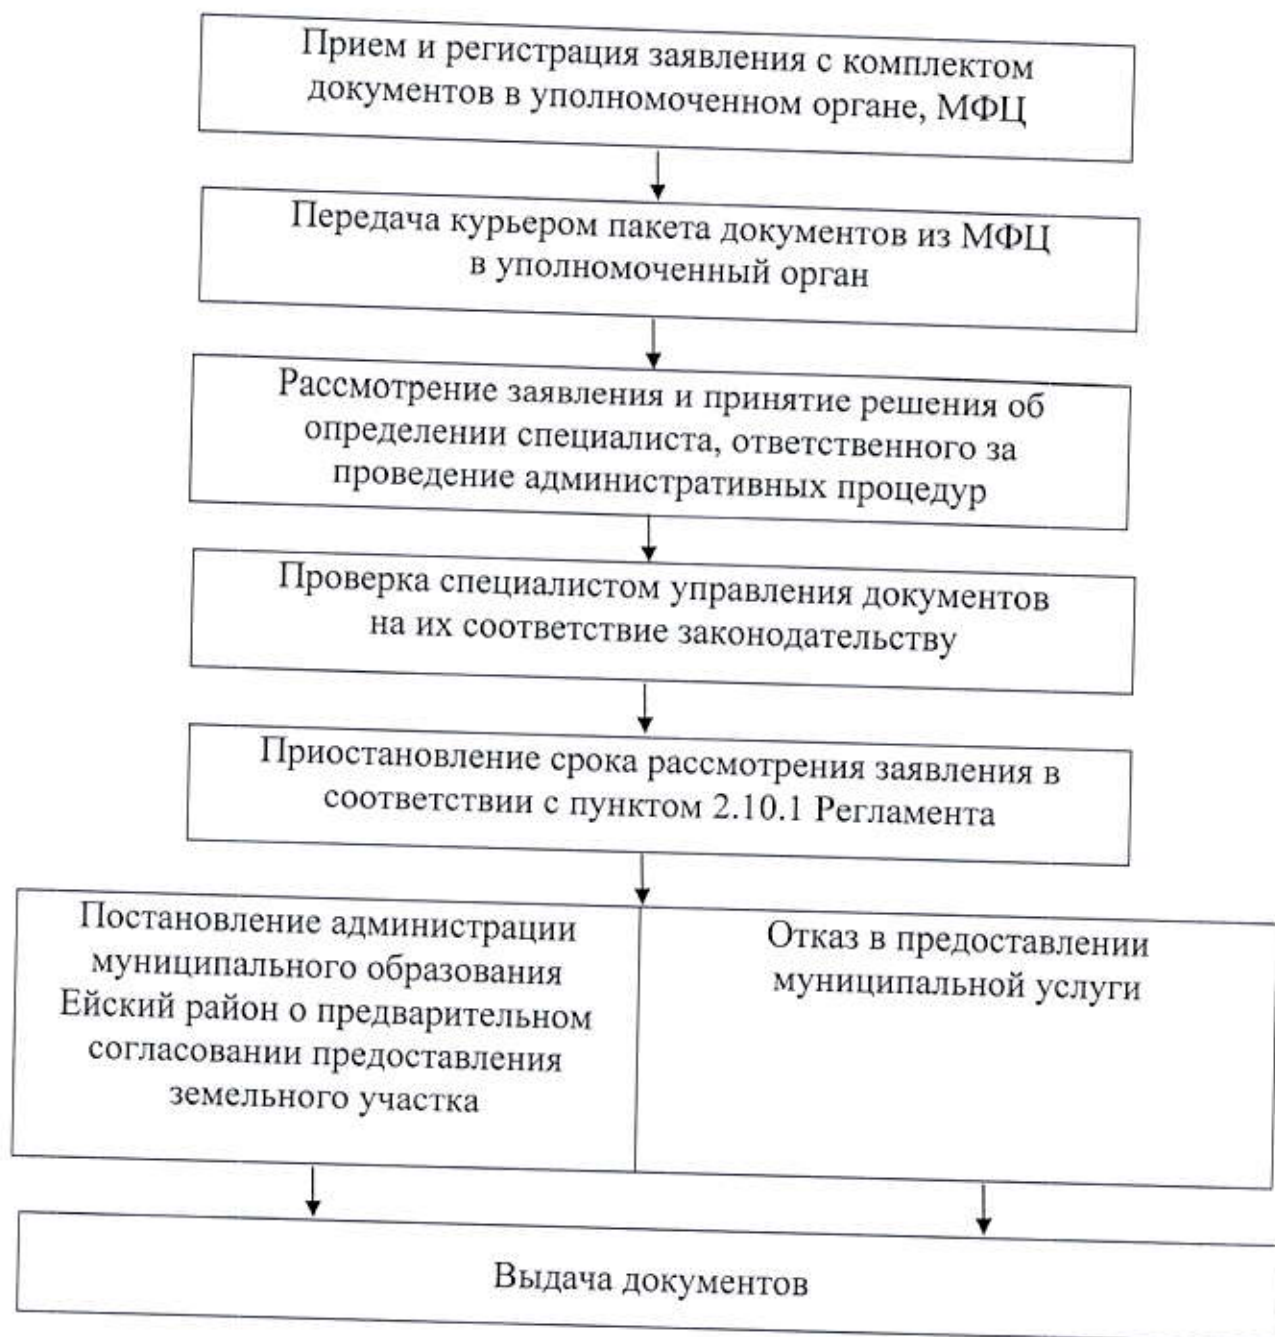 Прием и регистрация заявления с комплектом
документов в уполномоченном органе, МФЦ
Передача курьером пакета документов из МФЦ
в уполномоченный орган
Рассмотрение заявления и принятие решения об
определении специалиста, ответственного за
проведение административных процедур
Проверка специалистом управления документов
на их соответствие законодательству
Приостановление срока рассмотрения заявления в
соответствии с пунктом 2.10.1 Регламента
Постановление администрации
муниципального образования
Ейский район о предварительном
согласовании предоставления
земельного участка
Отказ в предоставлении
муниципальной услуги
Выдача документов